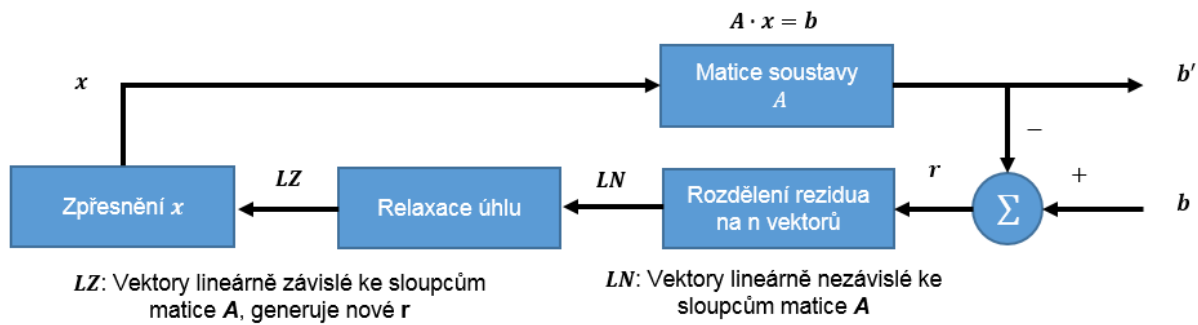 A · x = b
x
Matice soustavy
A
b′
−
LZ
LN
r
+
Zpřesnění x
Relaxace úhlu
Rozdělení rezidua
na n vektorů
Σ
b
LZ: Vektory lineárně závislé ke sloupcům
matice A, generuje nové r
LN: Vektory lineárně nezávislé ke
sloupcům matice A